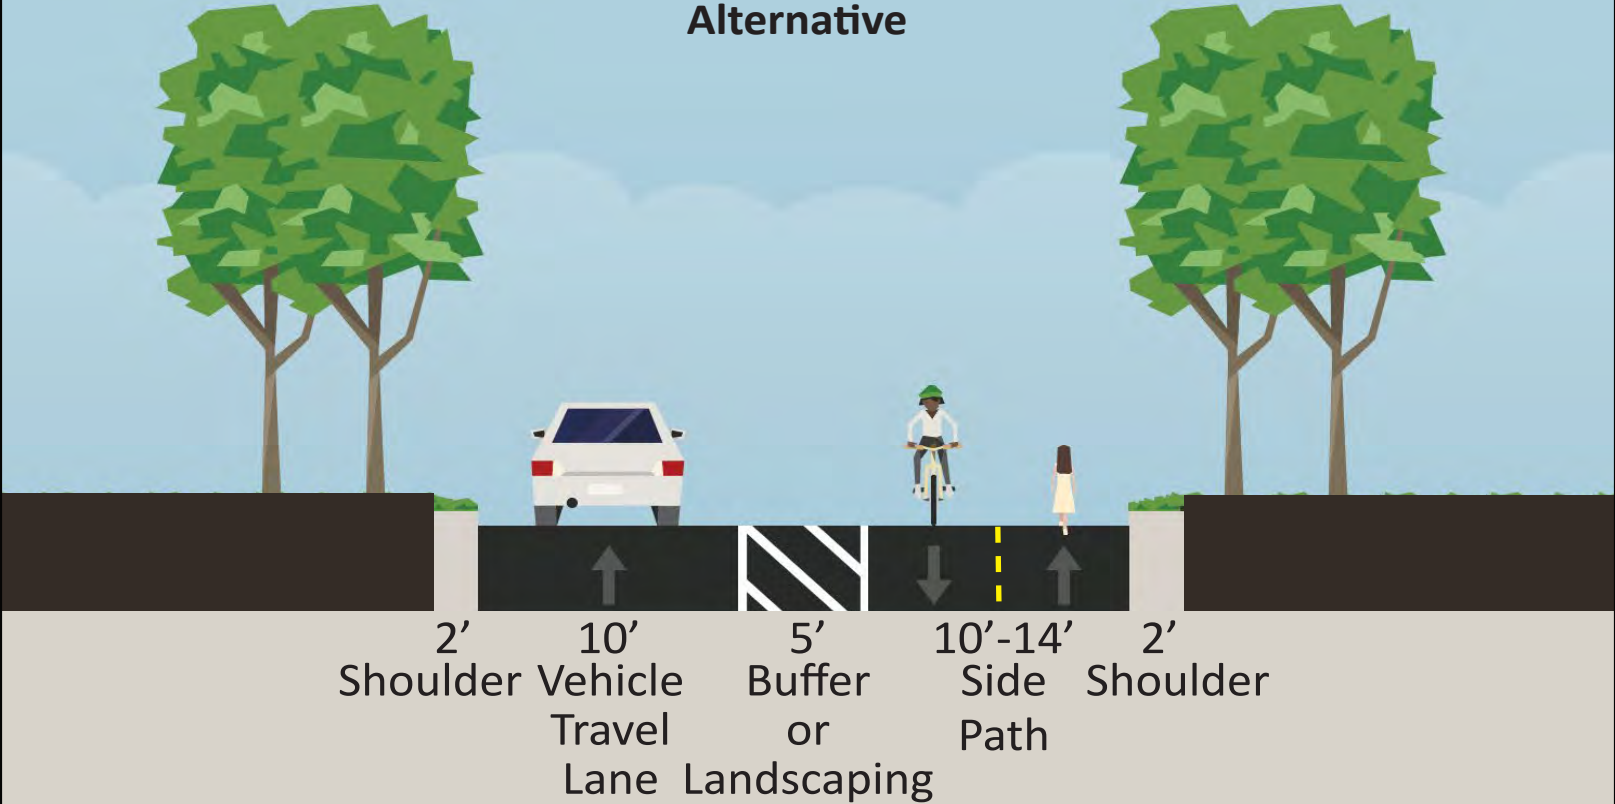 Alternative
2’ 10’ 5’ 10’-14’ 2’
Shoulder Vehicle Buffer Side Shoulder
Travel or Path
Lane Landscaping